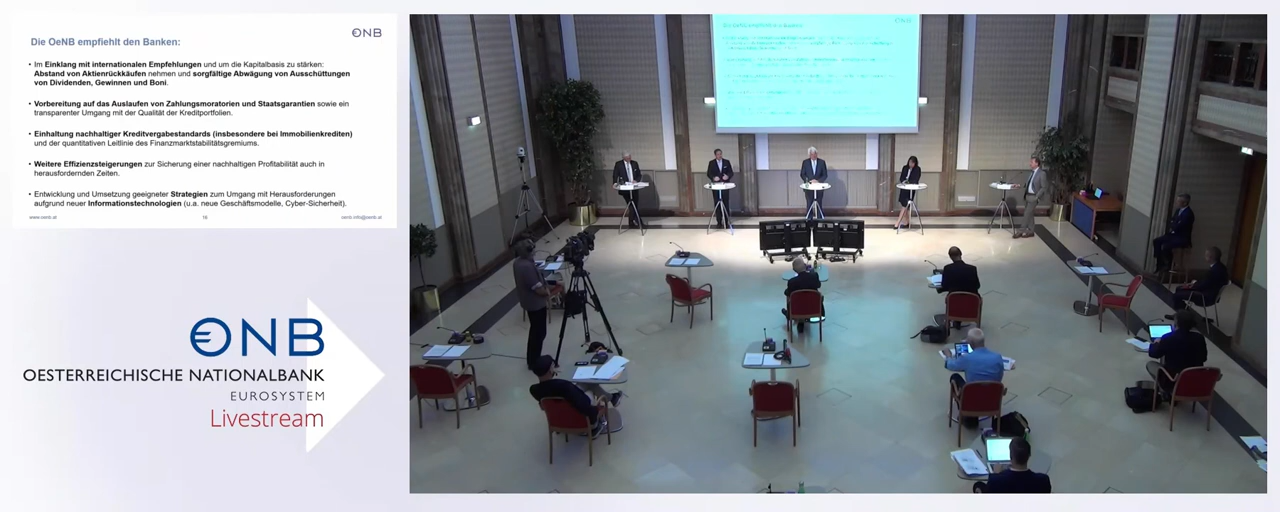 ONB
Die OeNB empfiehlt den Banken:
• Im Einklang mit internationalen Empfehlungen und um die Kapitalbasis zu stärken:
Abstand von Aktienrückkäufen nehmen und sorgfältige Abwägung von Ausschüttungen
von Dividenden, Gewinnen und Boni.
• Vorbereitung auf das Auslaufen von Zahlungsmoratorien und Staatsgarantien sowie ein
transparenter Umgang mit der Qualität der Kreditportfolien.
• Einhaltung nachhaltiger Kreditvergabestandards (insbesondere bei Immobilienkrediten)
und der quantitativen Leitlinie des Finanzmarktstabilitätsgremiums.
• Weitere Effizienzsteigerungen zur Sicherung einer nachhaltigen Profitabilität auch in
herausfordernden Zeiten.
• Entwicklung und Umsetzung geeigneter Strategien zum Umgang mit Herausforderungen
aufgrund neuer Informationstechnologien (u.a. neue Geschäftsmodelle, Cyber-Sicherheit).
www.oenb.at 16 oenb.info@oenb.at
ONB
OESTERREICHISCHE NATIONALBANK
EUROSYSTEM
Livestream